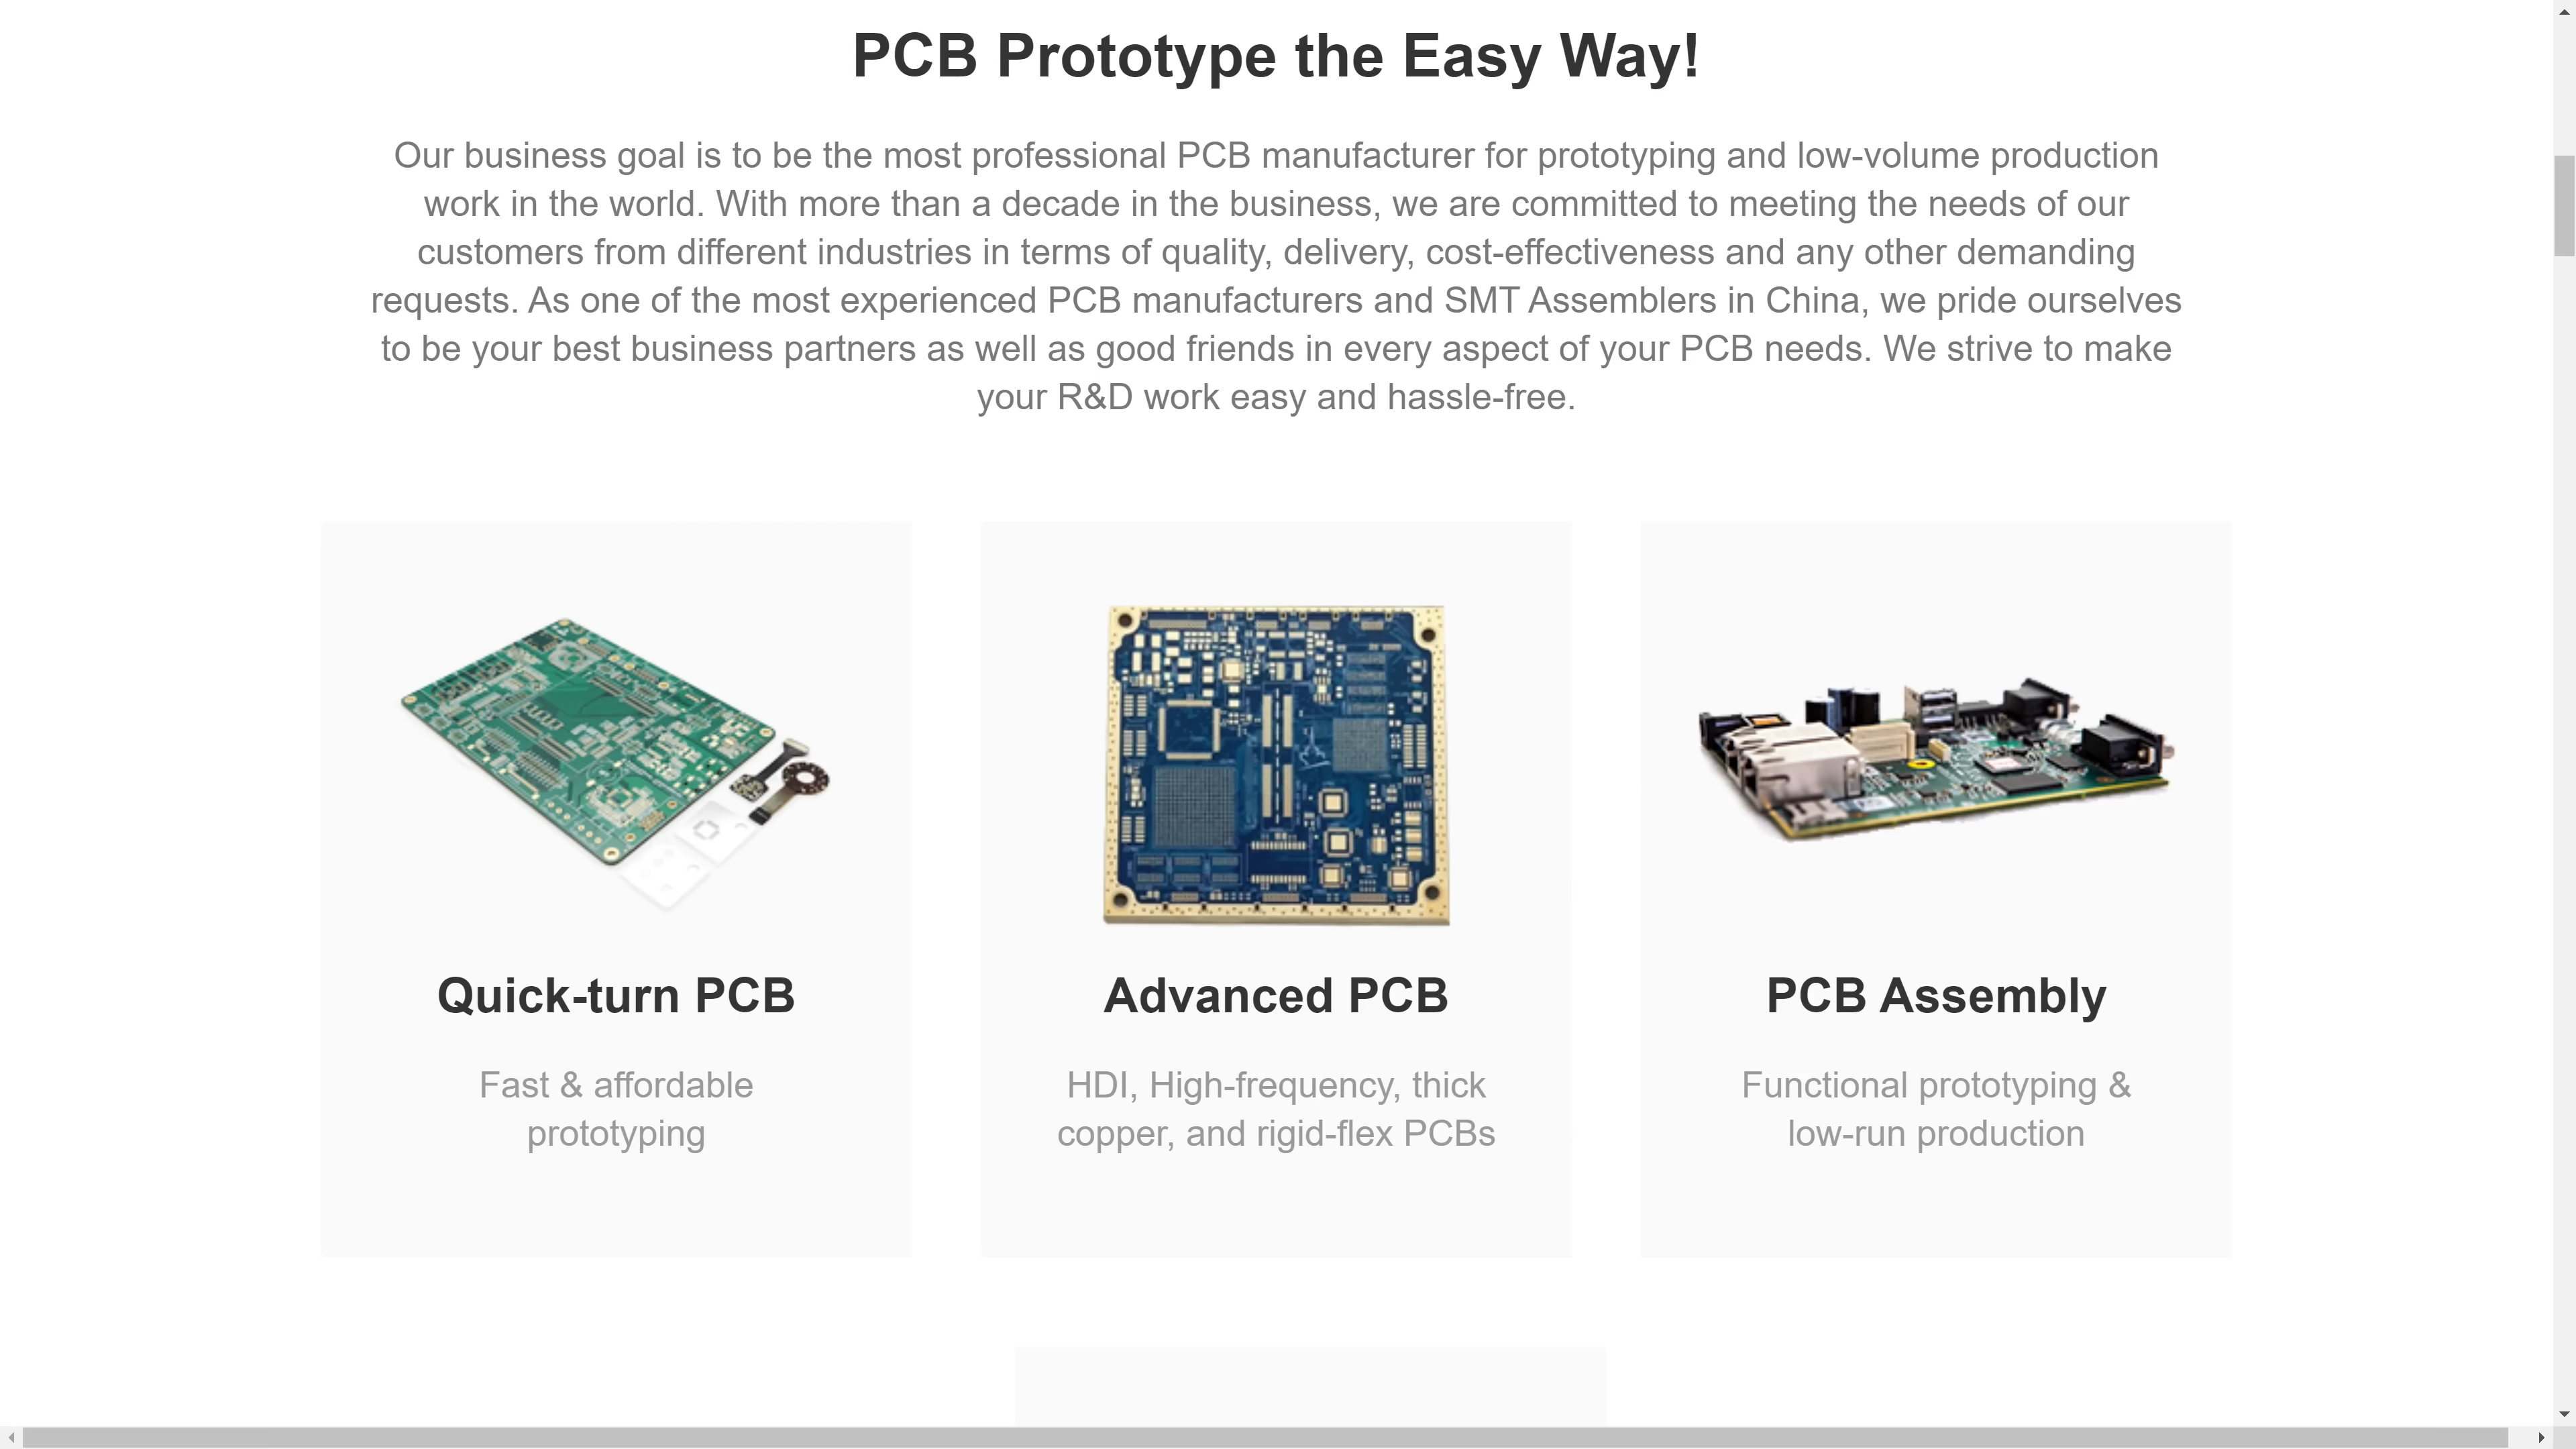 PCB Prototype the Easy Way!
Our business goal is to be the most professional PCB manufacturer for prototyping and low-volume production
work in the world. With more than a decade in the business, we are committed to meeting the needs of our
customers from different industries in terms of quality, delivery, cost-effectiveness and any other demanding
requests. As one of the most experienced PCB manufacturers and SMT Assemblers in China, we pride ourselves
to be your best business partners as well as good friends in every aspect of your PCB needs. We strive to make
your R&D work easy and hassle-free.
Quick-turn PCB
Fast & affordable
prototyping
Advanced PCB
HDI, High-frequency, thick
copper, and rigid-flex PCBs
PCB Assembly
Functional prototyping &
low-run production